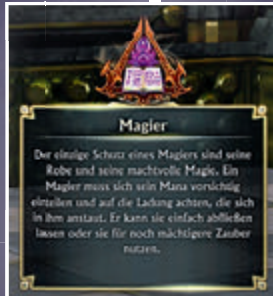 Magier
Der einzige Schutz eines Magiers sind seine
Robe und seine machtvolle Magie. Ein
Magier muss sich sein Mana vorsichtig
einteilen und auf die Ladung achten, die sich
in ihm anstaut. Er kann sie einfach abfließen
lassen oder sie für noch mächtigere Zauber
nutzen.